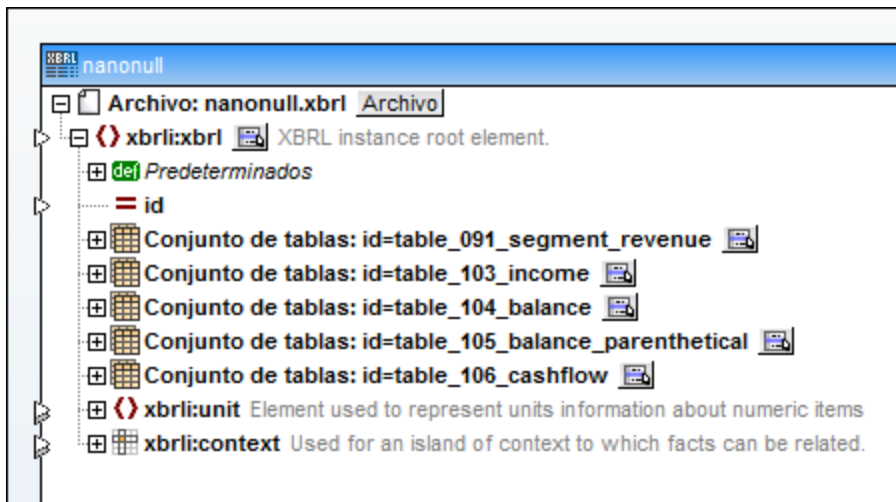 XBRL nanonull
Archivo: nanonull.xbrl Archivo
xbrli:xbrl XBRL instance root element.
def Predeterminados
id
Conjunto de tablas: id=table_091_segment_revenue
Conjunto de tablas: id=table_103_income
Conjunto de tablas: id=table_104_balance
Conjunto de tablas: id=table_105_balance_parenthetical
Conjunto de tablas: id=table_106_cashflow
xbrli:unit Element used to represent units information about numeric items
xbrli:context Used for an island of context to which facts can be related.